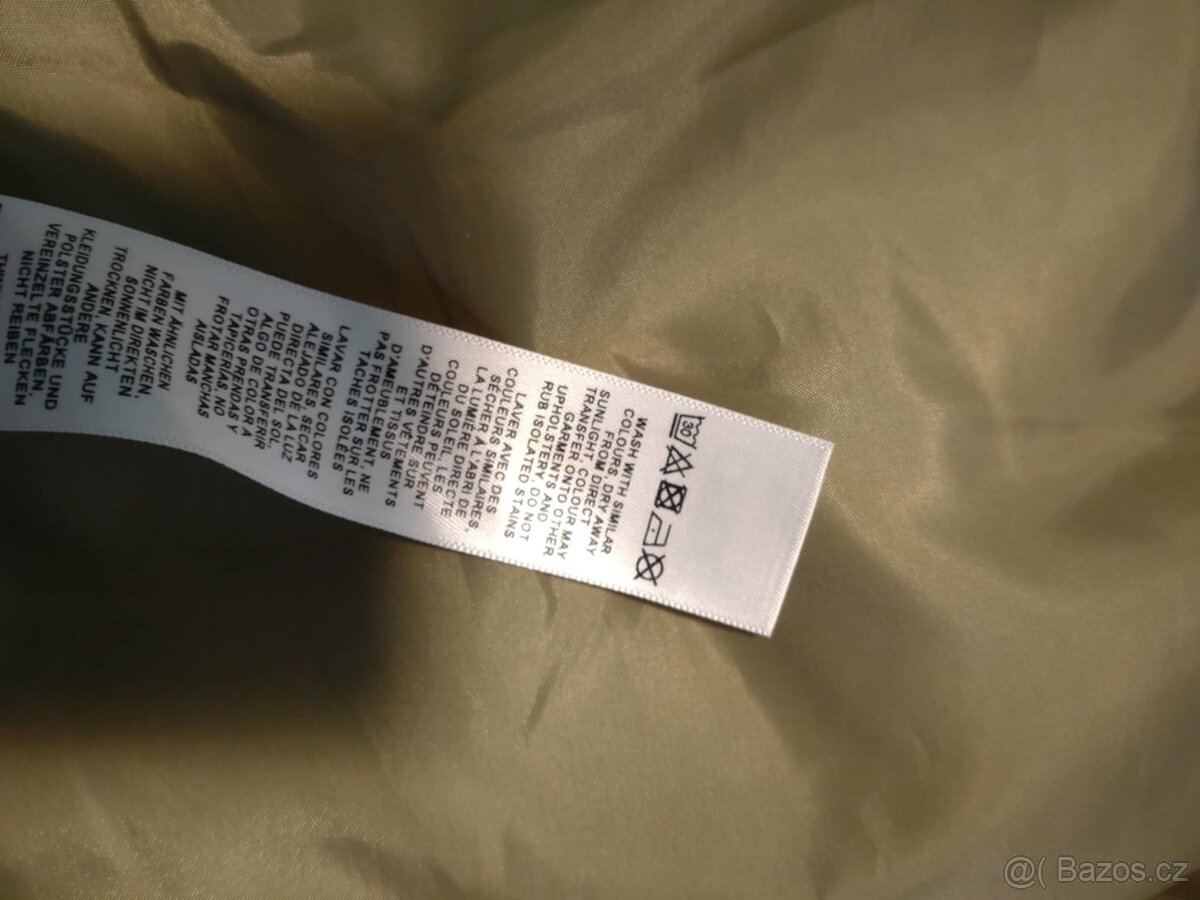 30
WASH WITH SIMILAR
COLOURS, DRY AWAY
FROM DIRECT
SUNLIGHT. COLOUR MAY
TRANSFER ONTO OTHER
GARMENTS AND
UPHOLSTERY. DO NOT
RUB ISOLATED STAINS
LAVER AVEC DES
COULEURS SIMILAIRES,
SÉCHER À L'ABRI DE
LA LUMIÈRE DIRECTE
DU SOLEIL. LES
COULEURS PEUVENT
DÉTEINDRE SUR
D'AUTRES VÊTEMENTS
ET TISSUS
D'AMEUBLEMENT. NE
PAS FROTTER LES
TÂCHES ISOLÉES
LAVAR CON COLORES
SIMILARES, SECAR
ALEJADO DE LA LUZ
DIRECTA DEL SOL,
PUEDE TRANSFERIR
ALGO DE COLOR A
OTRAS PRENDAS Y
TAPICERÍAS. NO
FROTAR MANCHAS
AISLADAS
MIT ÄHNLICHEN
FARBEN WASCHEN,
NICHT IM DIREKTEN
SONNENLICHT
TROCKNEN, KANN AUF
ANDERE
KLEIDUNGSSTÜCKE UND
POLSTER ABFÄRBEN.
VEREINZELTE FLECKEN
NICHT REIBEN
@( Bazos.cz